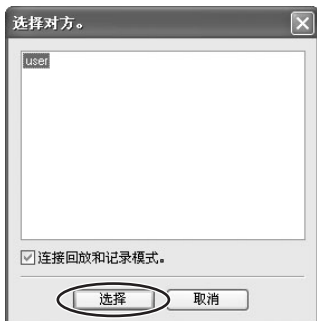 选择对方。
user
连接回放和记录模式。
选择
取消